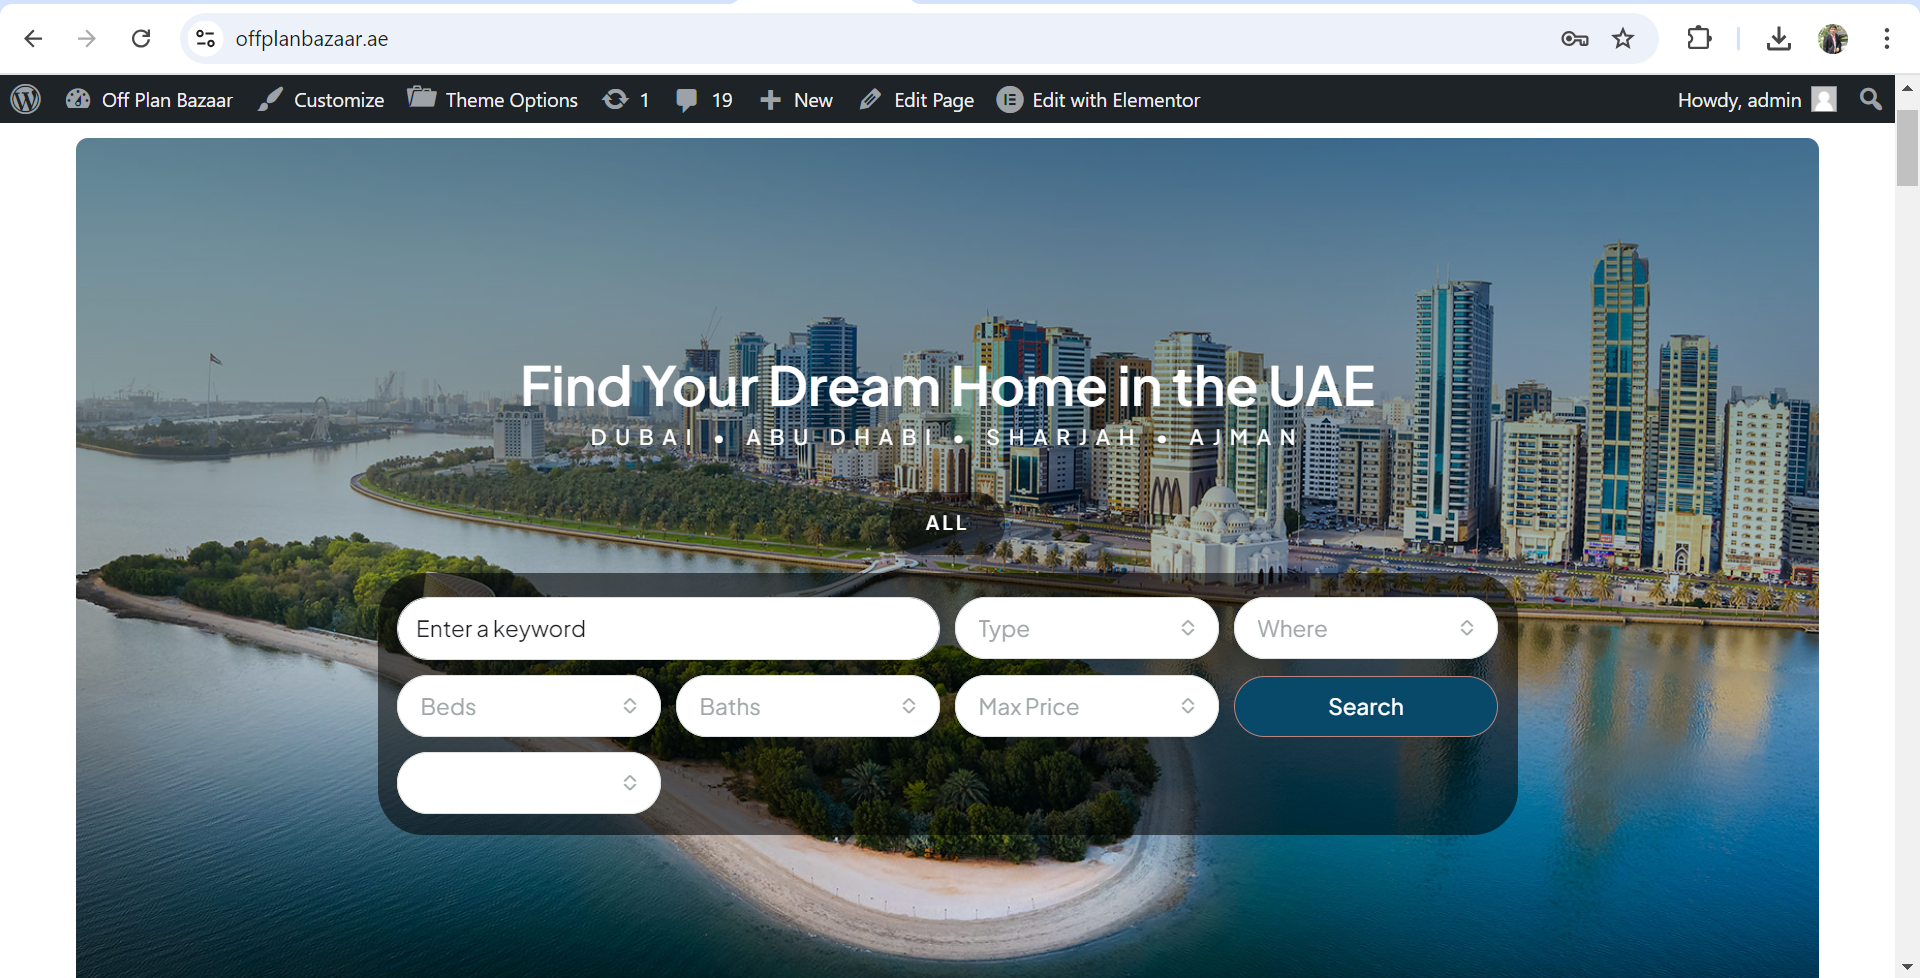 offplanbazaar.ae
Off Plan Bazaar Customize Theme Options 1 19 New Edit Page Edit with Elementor Howdy, admin
Find Your Dream Home in the UAE
DUBAI • ABU DHABI • SHARJAH • AJMAN
ALL
Enter a keyword Type Where
Beds Baths Max Price Search